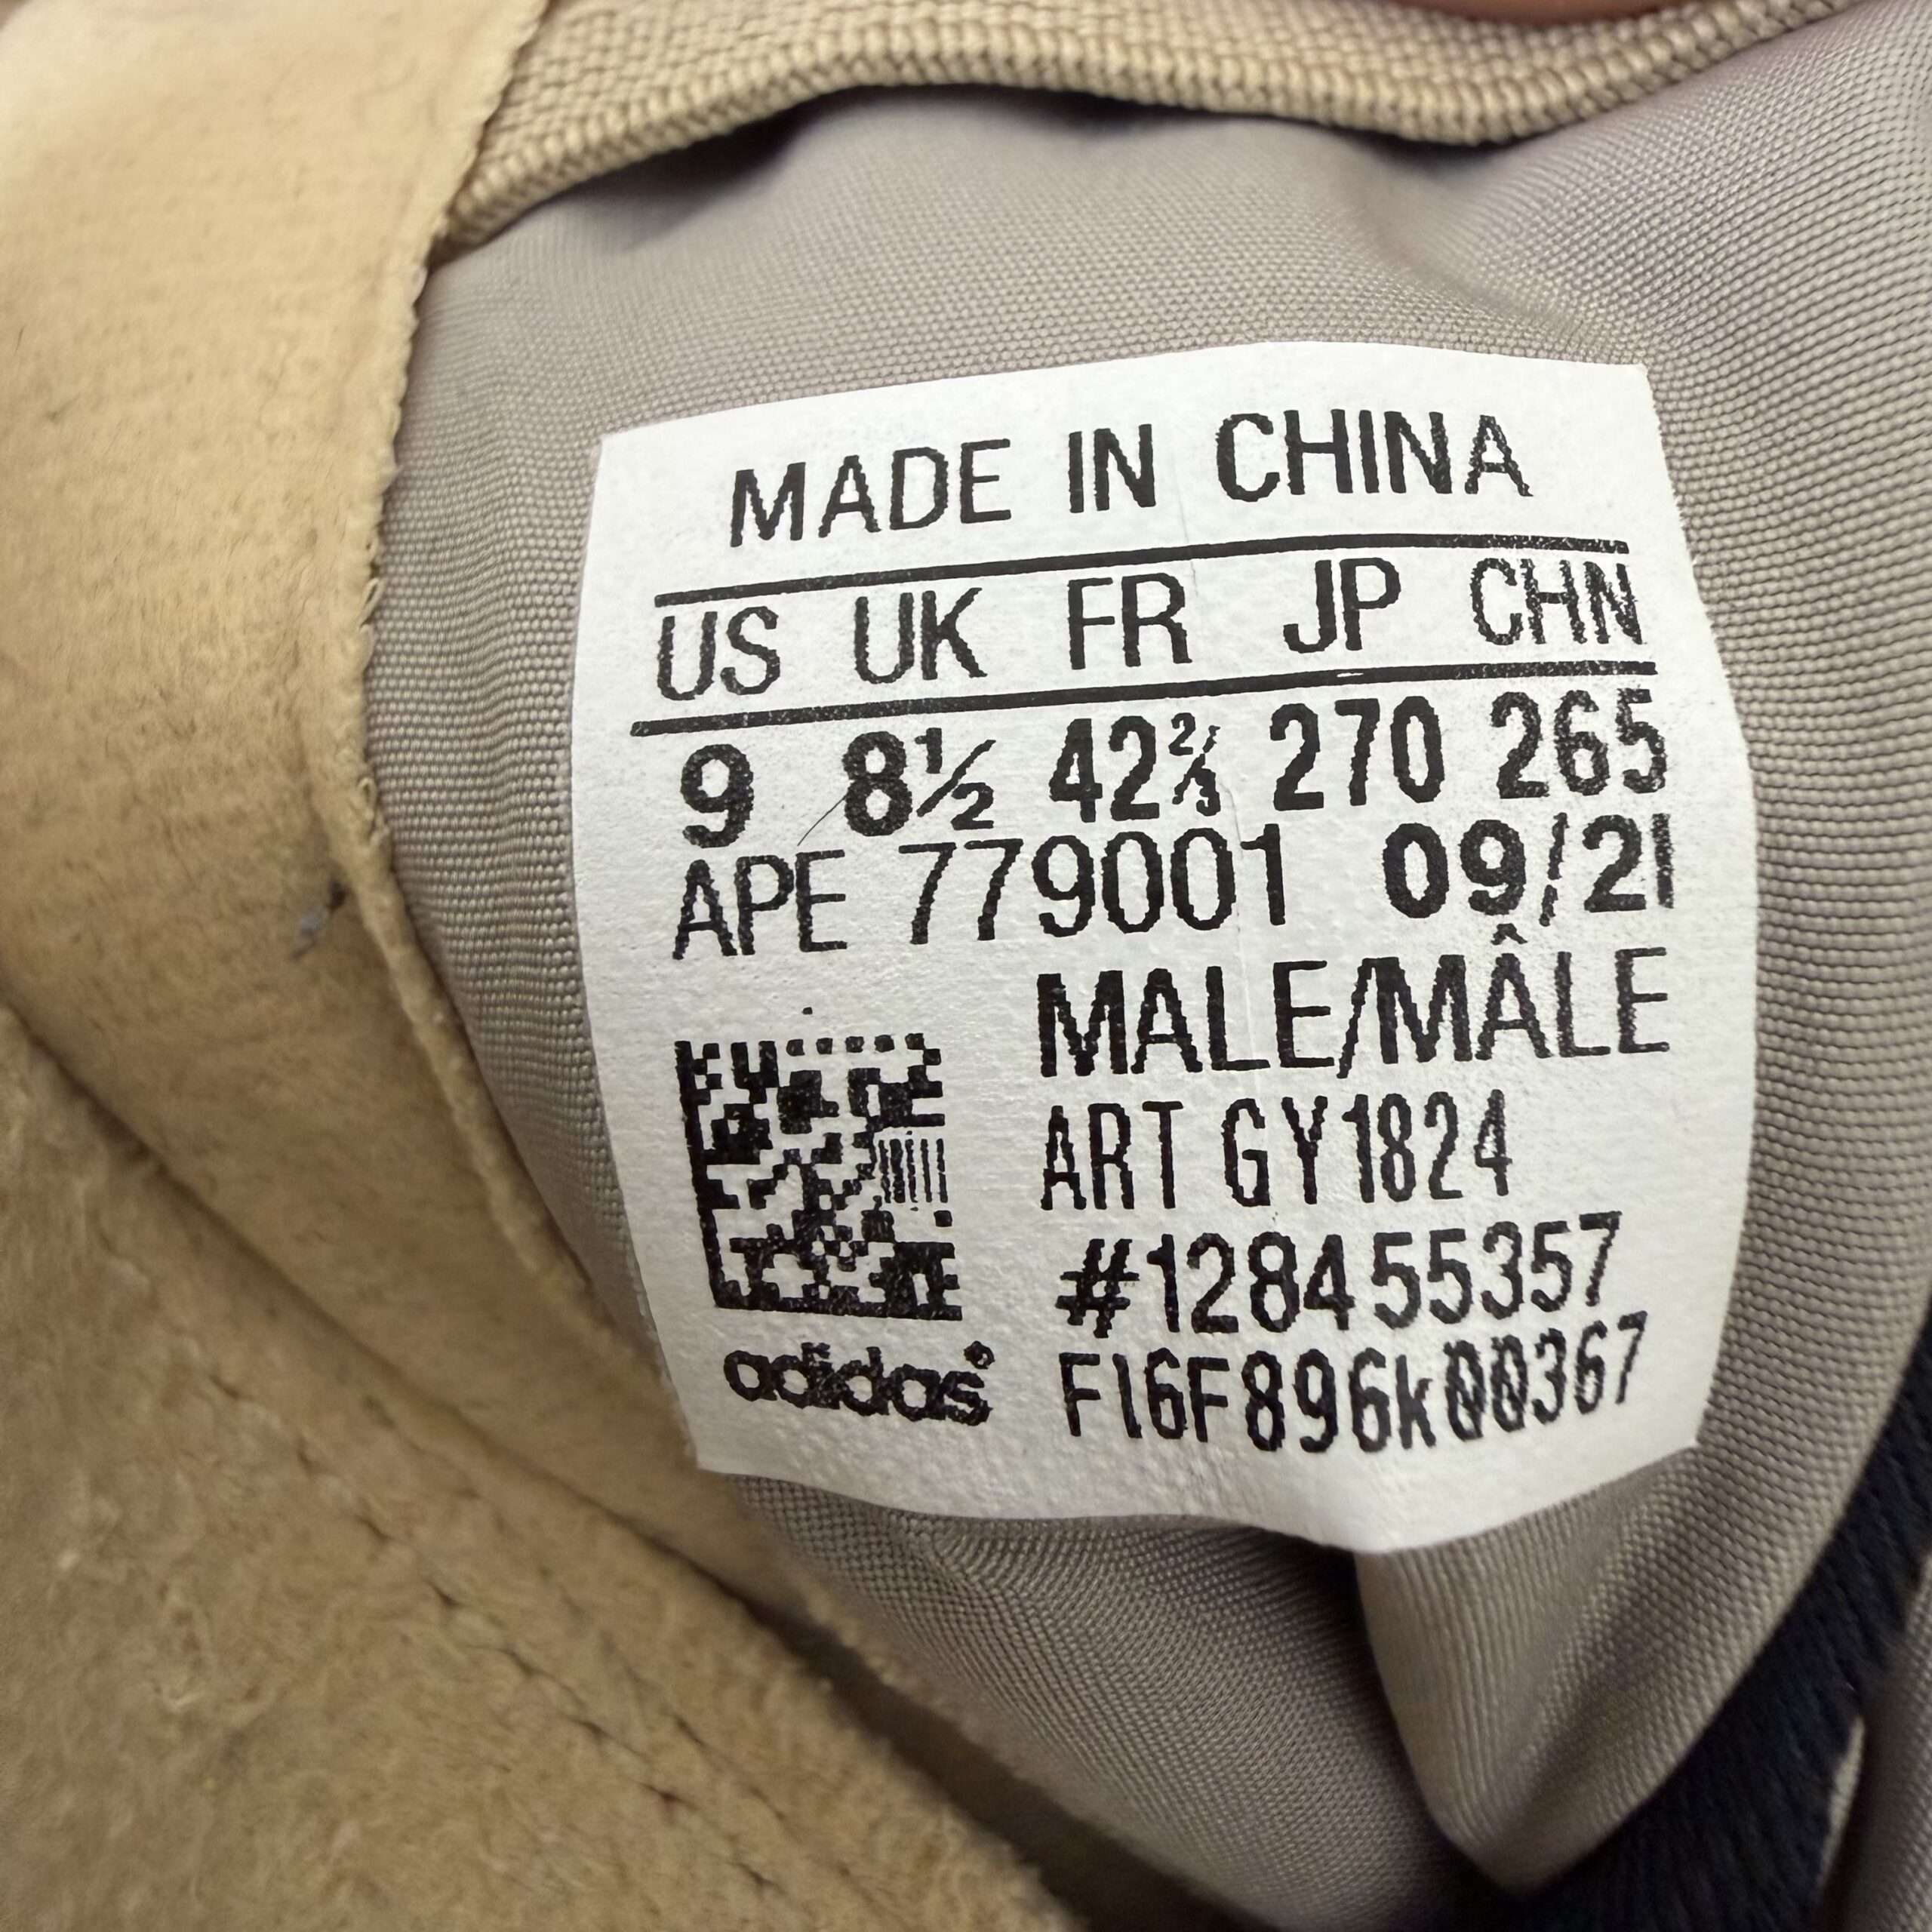 MADE IN CHINA
US UK FR JP CHN
9 8½ 42⅔ 270 265
APE 779001 09/21
MALE/MÂLE
ART GY1824
#128455357
adidas® F16F896k00367